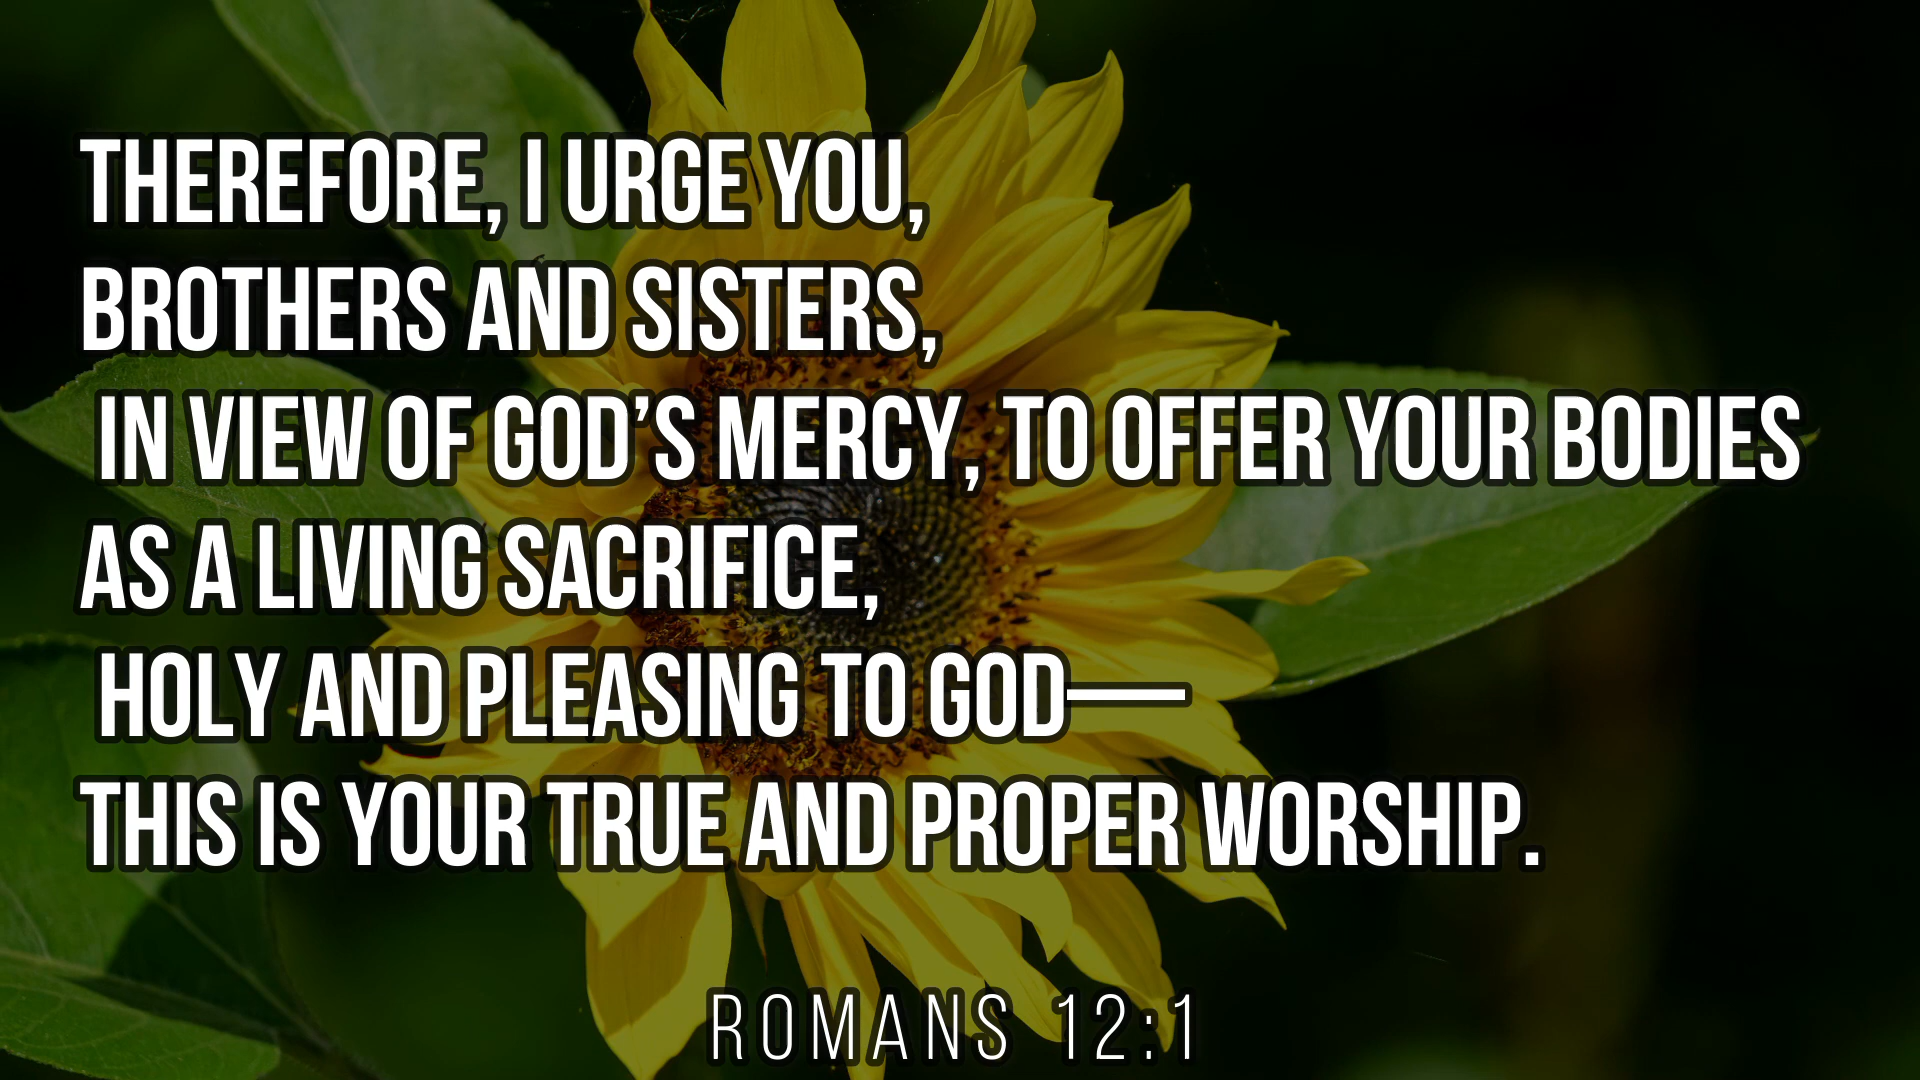 THEREFORE, I URGE YOU,
BROTHERS AND SISTERS,
IN VIEW OF GOD’S MERCY, TO OFFER YOUR BODIES
AS A LIVING SACRIFICE,
HOLY AND PLEASING TO GOD—
THIS IS YOUR TRUE AND PROPER WORSHIP.
ROMANS 12:1